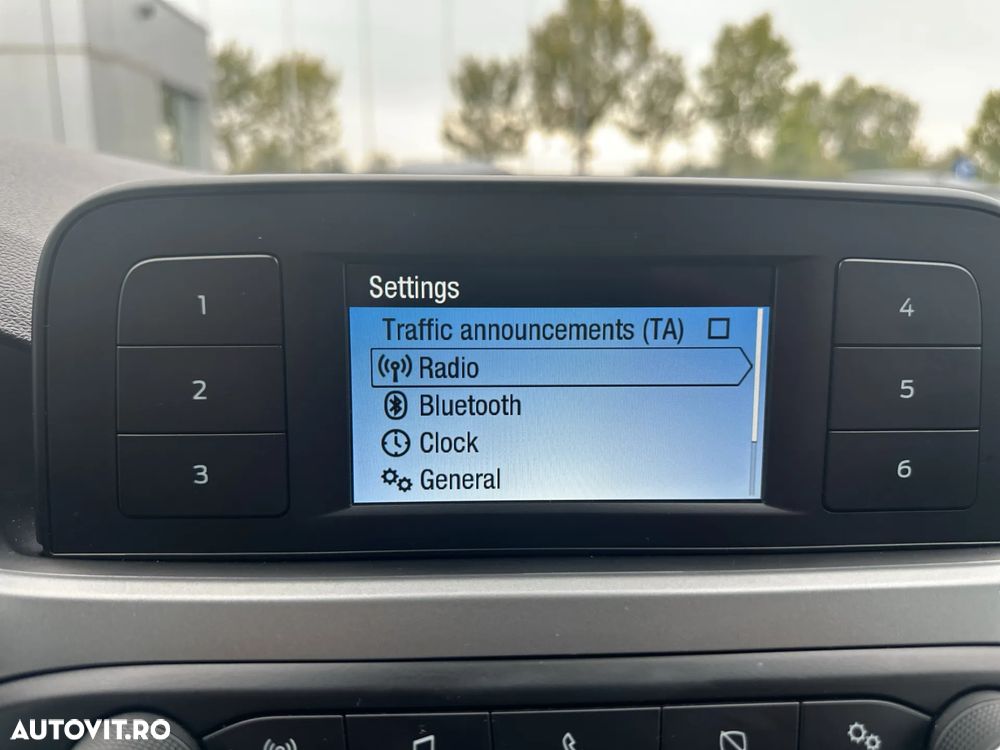 Settings
Traffic announcements (TA)
Radio
Bluetooth
Clock
General
1
2
3
4
5
6
AUTOVIT.RO